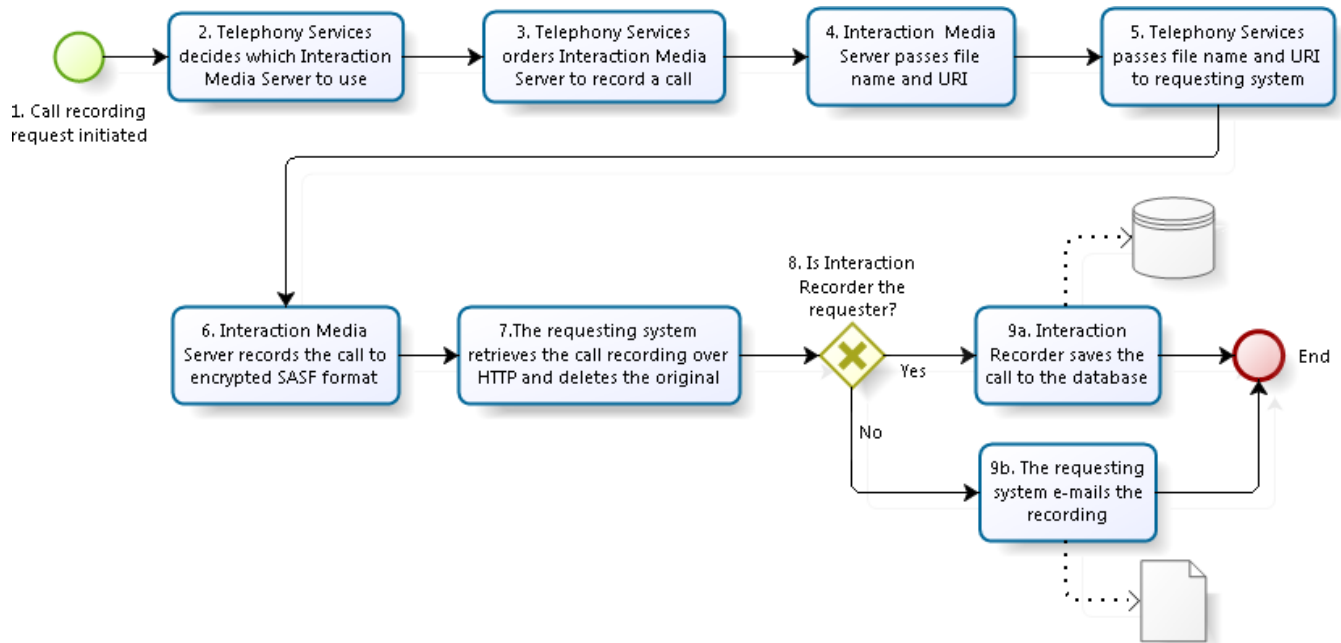 1. Call recording
request initiated
2. Telephony Services
decides which Interaction
Media Server to use
3. Telephony Services
orders Interaction Media
Server to record a call
4. Interaction Media
Server passes file
name and URI
5. Telephony Services
passes file name and URI
to requesting system
6. Interaction Media
Server records the call to
encrypted SASF format
7.The requesting system
retrieves the call recording over
HTTP and deletes the original
8. Is Interaction
Recorder the
requester?
Yes
No
9a. Interaction
Recorder saves the
call to the database
9b. The requesting
system e-mails the
recording
End